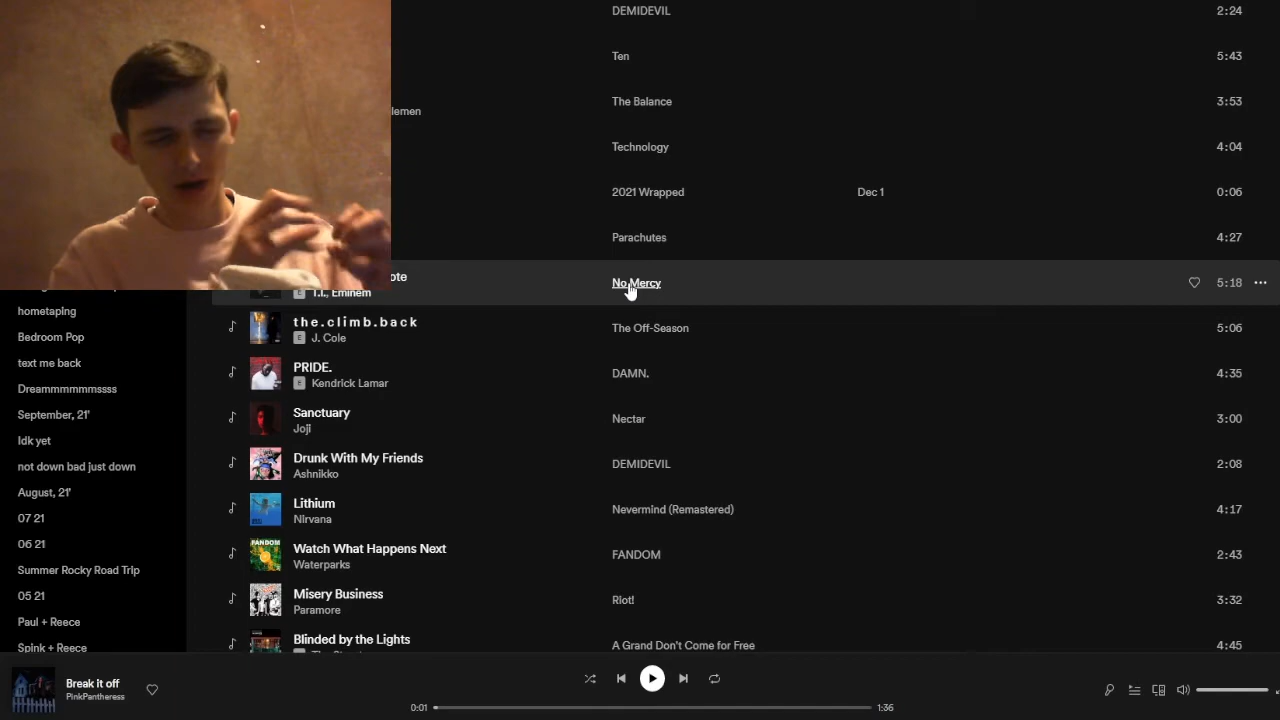 DEMIDEVIL 2:24
Ten 5:43
The Balance 3:53
lemen
Technology 4:04
2021 Wrapped Dec 1 0:06
Parachutes 4:27
ote
No Mercy 5:18
E T.I., Eminem
the.climb.back
E J. Cole
The Off-Season 5:06
PRIDE.
E Kendrick Lamar
DAMN. 4:35
Sanctuary
Joji
Nectar 3:00
Drunk With My Friends
Ashnikko
DEMIDEVIL 2:08
Lithium
Nirvana
Nevermind (Remastered) 4:17
Watch What Happens Next
Waterparks
FANDOM 2:43
Misery Business
Paramore
Riot! 3:32
Blinded by the Lights
A Grand Don't Come for Free 4:45
hometaping
Bedroom Pop
text me back
Dreammmmmmssss
September, 21'
Idk yet
not down bad just down
August, 21'
07 21
06 21
Summer Rocky Road Trip
05 21
Paul + Reece
Spink + Reece
Break it off
PinkPantheress
0:01 1:36